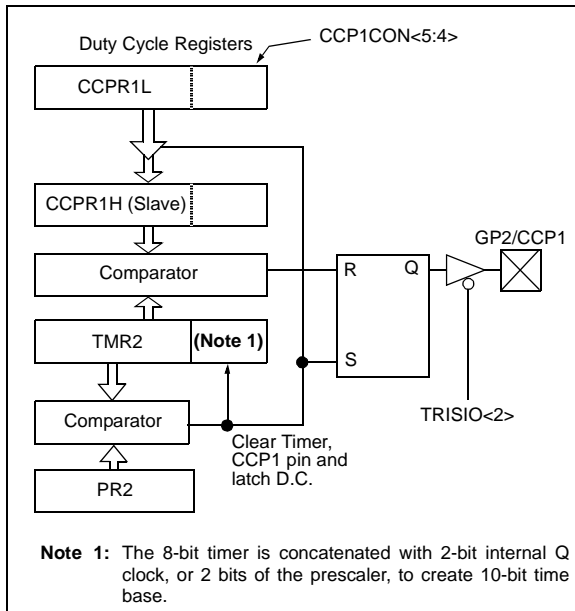 Duty Cycle Registers
CCP1CON<5:4>
CCPR1L
CCPR1H (Slave)
Comparator
TMR2
(Note 1)
Comparator
PR2
R
Q
S
GP2/CCP1
TRISIO<2>
Clear Timer,
CCP1 pin and
latch D.C.
Note 1: The 8-bit timer is concatenated with 2-bit internal Q
clock, or 2 bits of the prescaler, to create 10-bit time
base.